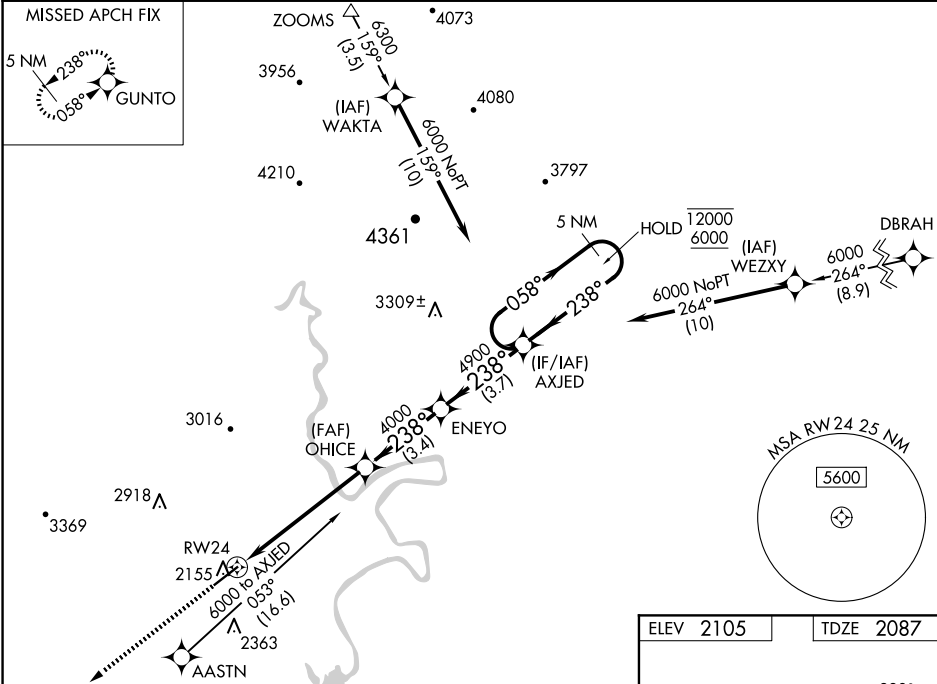 MISSED APCH FIX
5 NM
238°
058°
GUNTO
ZOOMS
6300
159°
(3.5)
4073
3956
(IAF)
WAKTA
4080
6000 NoPT
159°
(10)
4210
3797
4361
5 NM
HOLD
12000
6000
DBRAH
(IAF)
WEZXY
6000
264°
(8.9)
6000 NoPT
264°
(10)
058°
238°
3309±
(IF/IAF)
AXJED
4900
238°
(3.7)
ENEYO
4000
238°
(3.4)
3016
(FAF)
OHICE
MSA RW 24 25 NM
5600
2918
3369
RW24
2155
6000 to AXJED
053°
(16.6)
2363
AASTN
ELEV 2105
TDZE 2087